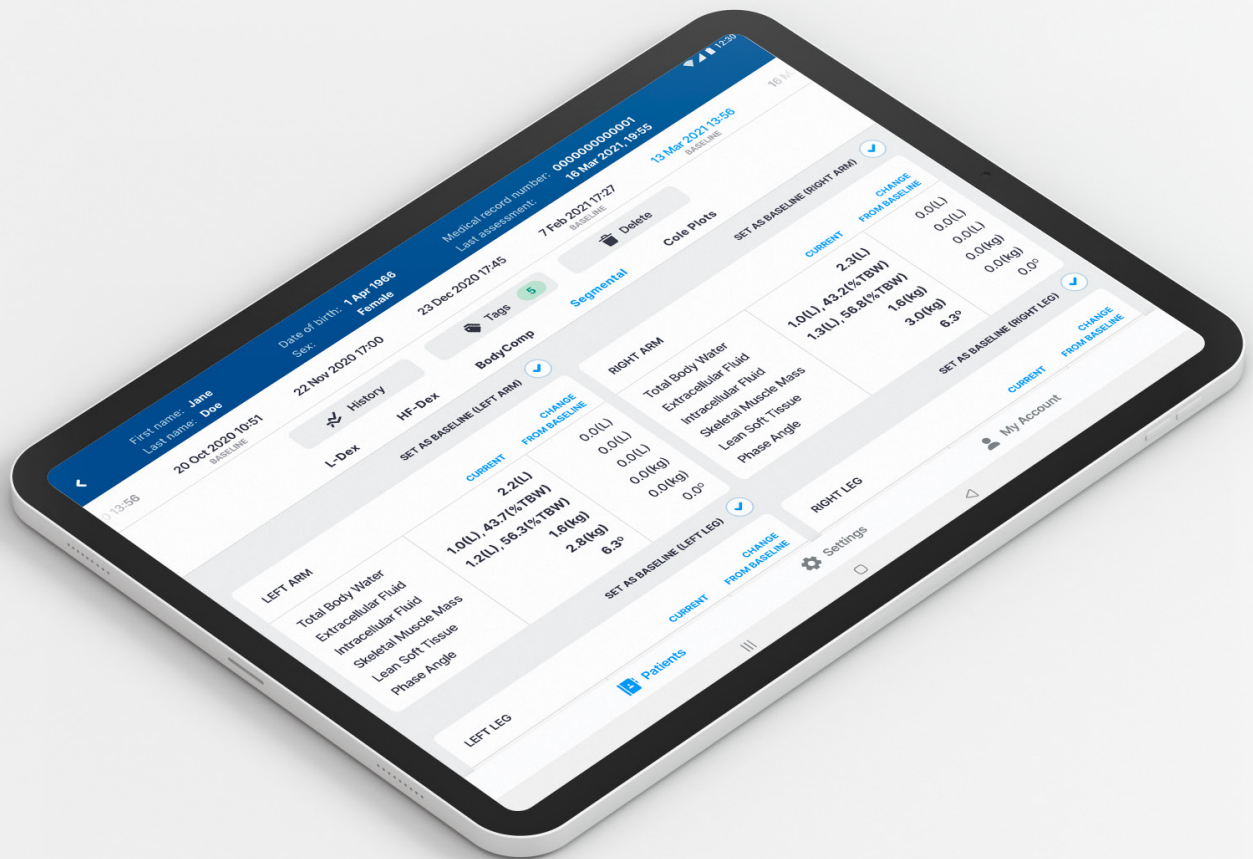 12:30
First name: Jane
Last name: Doe
Date of birth: 1 Apr 1966
Sex: Female
Medical record number: 0000000000001
Last assessment: 16 Mar 2021, 19:55
13:56
20 Oct 2020 10:51
BASELINE
22 Nov 2020 17:00
23 Dec 2020 17:45
7 Feb 2021 17:27
BASELINE
13 Mar 2021 13:56
BASELINE
16 M
History
Tags 5
Delete
L-Dex
HF-Dex
BodyComp
Segmental
Cole Plots
SET AS BASELINE (LEFT ARM)
LEFT ARM
CURRENT
CHANGE
FROM BASELINE
Total Body Water 2.2(L) 0.0(L)
Extracellular Fluid 1.0(L), 43.7(%TBW) 0.0(L)
Intracellular Fluid 1.2(L), 56.3(%TBW) 0.0(L)
Skeletal Muscle Mass 1.6(kg) 0.0(kg)
Lean Soft Tissue 2.8(kg) 0.0(kg)
Phase Angle 6.3º 0.0º
SET AS BASELINE (RIGHT ARM)
RIGHT ARM
CURRENT
CHANGE
FROM BASELINE
Total Body Water 2.3(L) 0.0(L)
Extracellular Fluid 1.0(L), 43.2(%TBW) 0.0(L)
Intracellular Fluid 1.3(L), 56.8(%TBW) 0.0(L)
Skeletal Muscle Mass 1.6(kg) 0.0(kg)
Lean Soft Tissue 3.0(kg) 0.0(kg)
Phase Angle 6.3º 0.0º
SET AS BASELINE (LEFT LEG)
LEFT LEG
CURRENT
CHANGE
FROM BASELINE
SET AS BASELINE (RIGHT LEG)
RIGHT LEG
CURRENT
CHANGE
FROM BASELINE
Patients
Settings
My Account